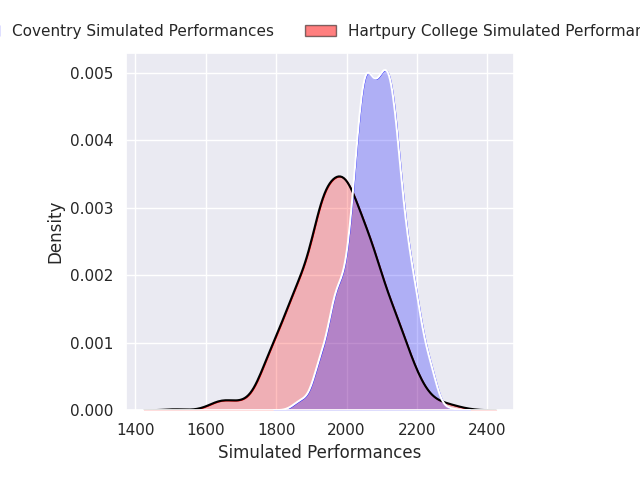 Coventry Simulated Performances
Hartpury College Simulated
0.005
0.004
0.003
0.002
0.001
0.000
Density
1400 1600 1800 2000 2200 2400
Simulated Performances